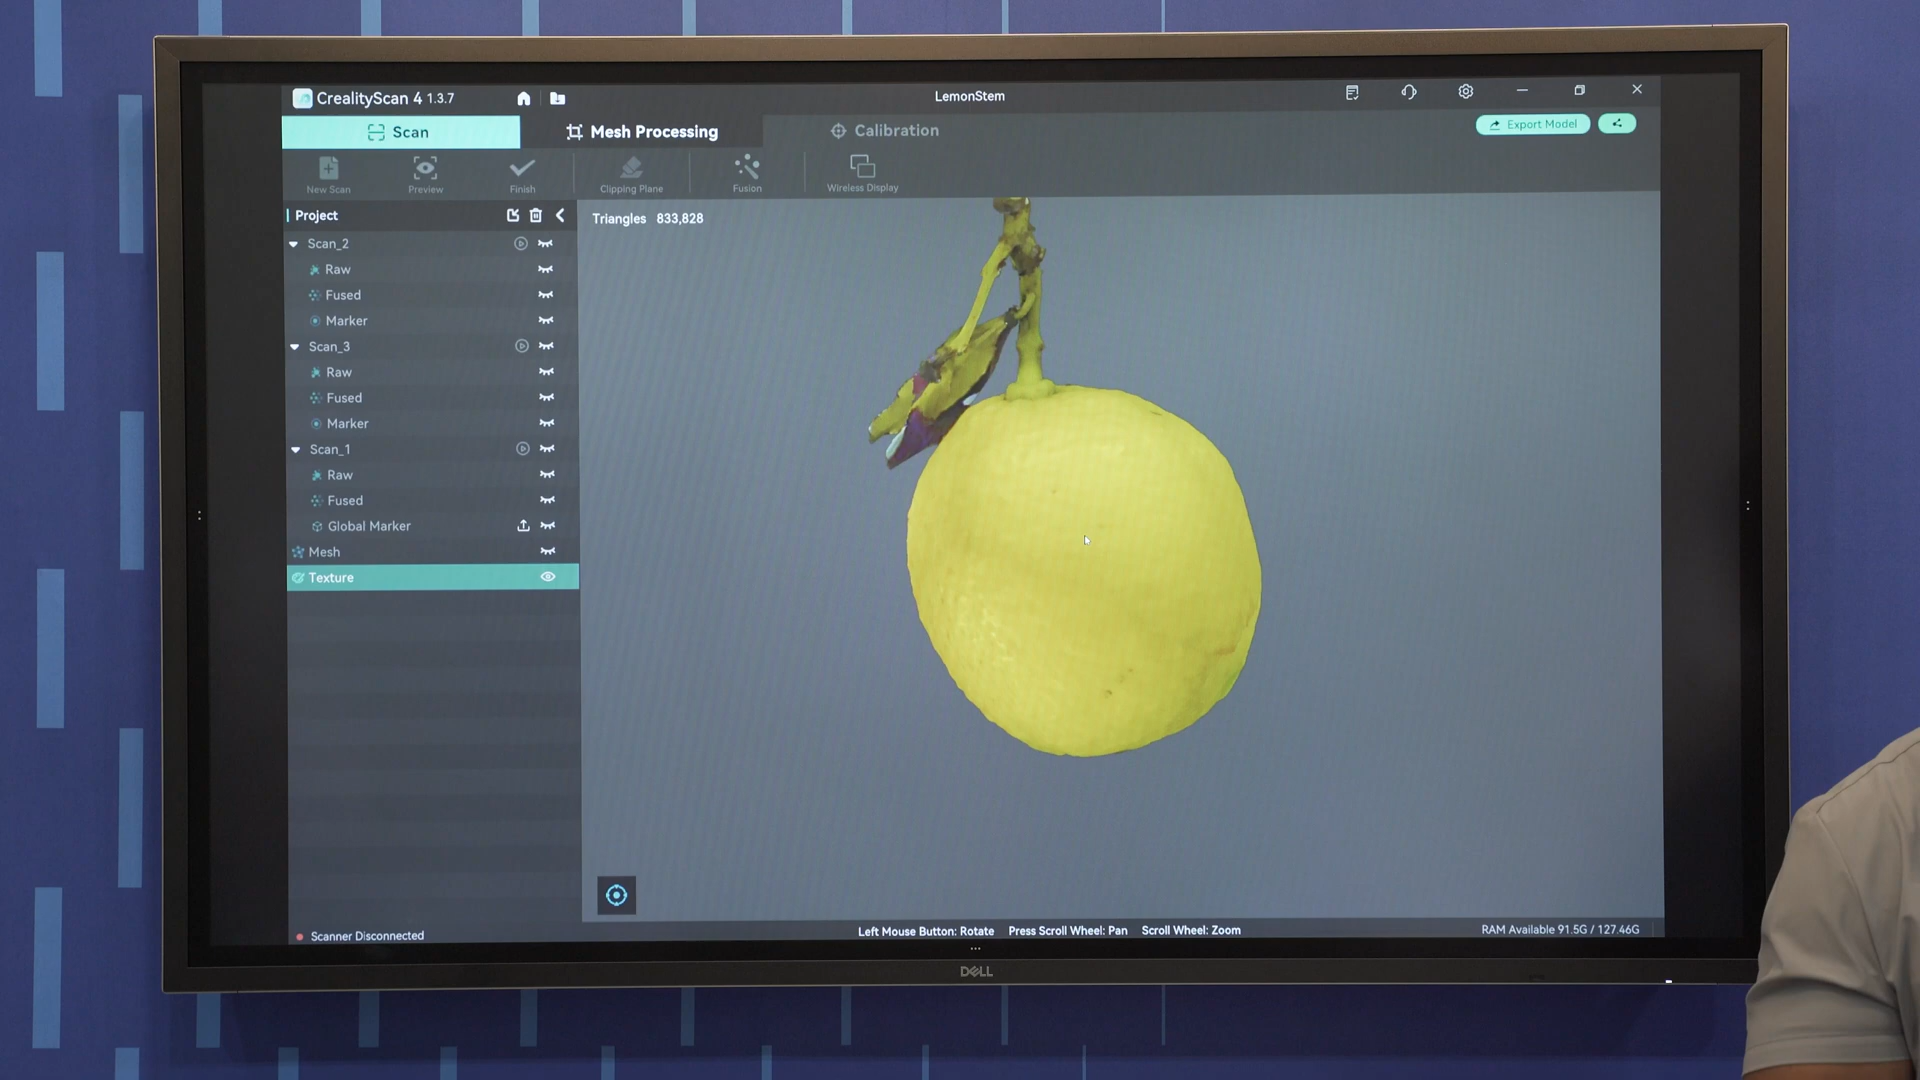 CrealityScan 4 1.3.7
LemonStem
Scan
Mesh Processing
Calibration
Export Model
New Scan
Preview
Finish
Clipping Plane
Fusion
Wireless Display
Project
Triangles 833,828
Scan_2
Raw
Fused
Marker
Scan_3
Raw
Fused
Marker
Scan_1
Raw
Fused
Global Marker
Mesh
Texture
Scanner Disconnected
Left Mouse Button: Rotate Press Scroll Wheel: Pan Scroll Wheel: Zoom
RAM Available 91.5G / 127.46G
DELL